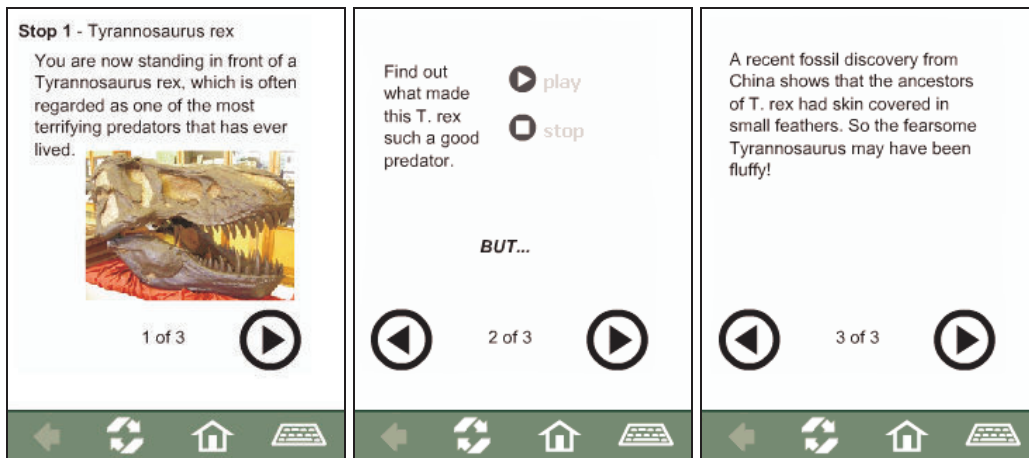 Stop 1 - Tyrannosaurus rex
You are now standing in front of a
Tyrannosaurus rex, which is often
regarded as one of the most
terrifying predators that has ever
lived.
1 of 3
Find out
what made
this T. rex
such a good
predator.
play
stop
BUT...
2 of 3
A recent fossil discovery from
China shows that the ancestors
of T. rex had skin covered in
small feathers. So the fearsome
Tyrannosaurus may have been
fluffy!
3 of 3